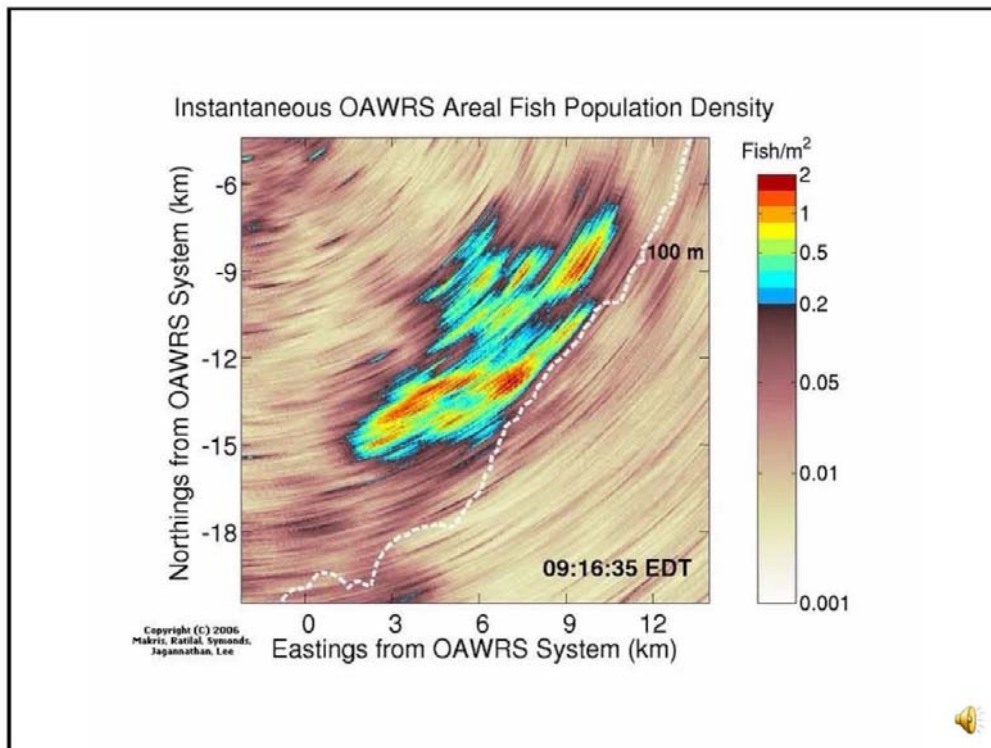 Instantaneous OAWRS Areal Fish Population Density
Fish/m²
2
1
0.5
0.2
0.05
0.01
0.001
Northings from OAWRS System (km)
-6
-9
-12
-15
-18
100 m
09:16:35 EDT
0 3 6 9 12
Eastings from OAWRS System (km)
Copyright (C) 2006
Makris, Ratilal, Symonds,
Jagannathan, Lee